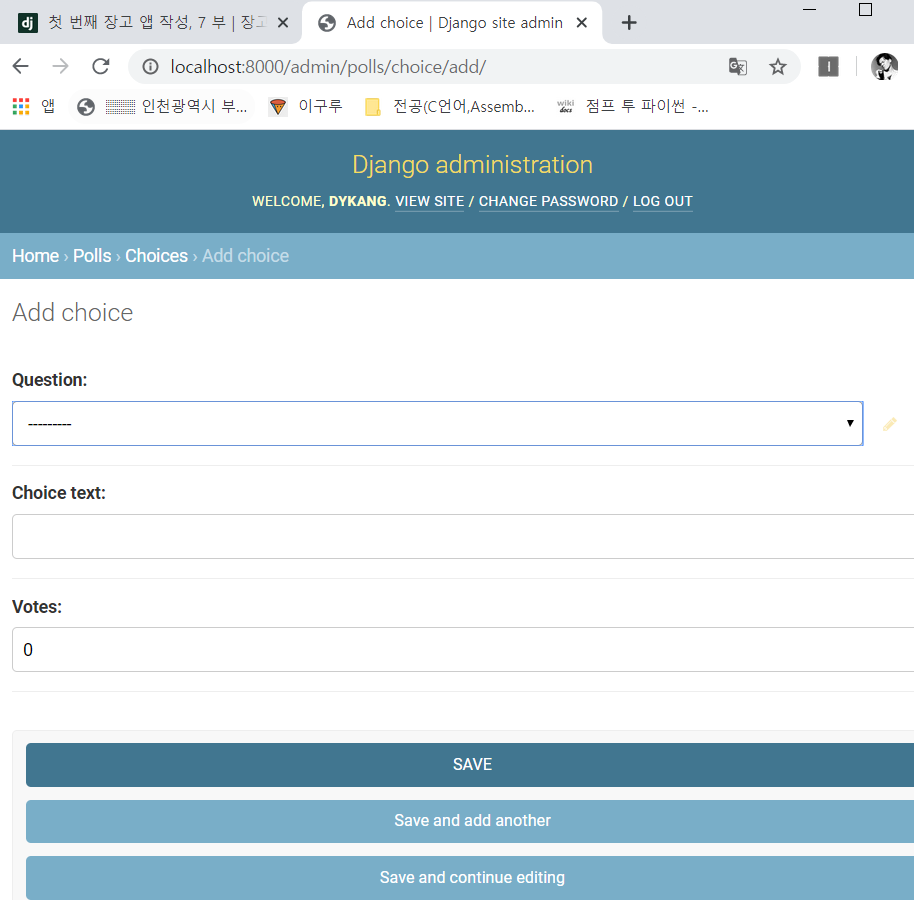 첫 번째 장고 앱 작성, 7 부 | 장고
Add choice | Django site admin
localhost:8000/admin/polls/choice/add/
앱 인천광역시 부... 이구루 전공(C언어,Assemb... 점프 투 파이썬 -...
Django administration
WELCOME, DYKANG. VIEW SITE / CHANGE PASSWORD / LOG OUT
Home › Polls › Choices › Add choice
Add choice
Question:
---------
Choice text:
Votes:
0
SAVE
Save and add another
Save and continue editing